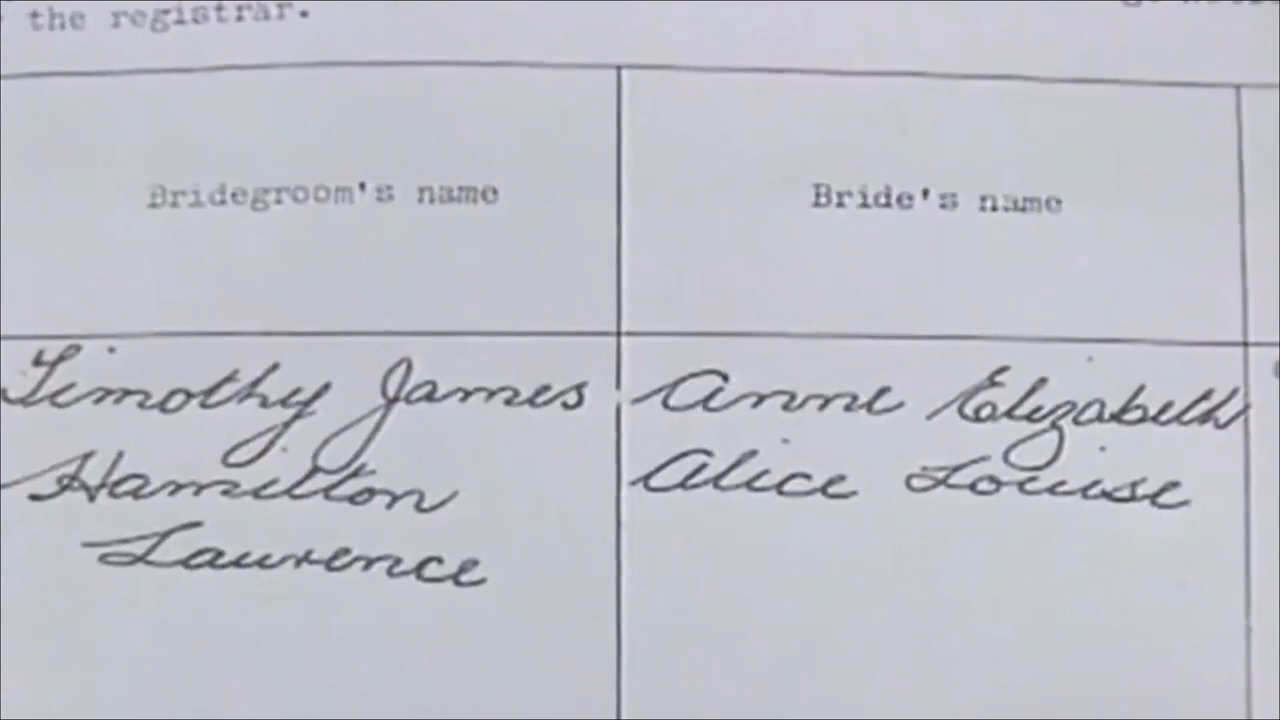 the registrar.
Bridegroom's name
Bride's name
Timothy James
Hamilton
Laurence
Anne Elizabeth
Alice Louise